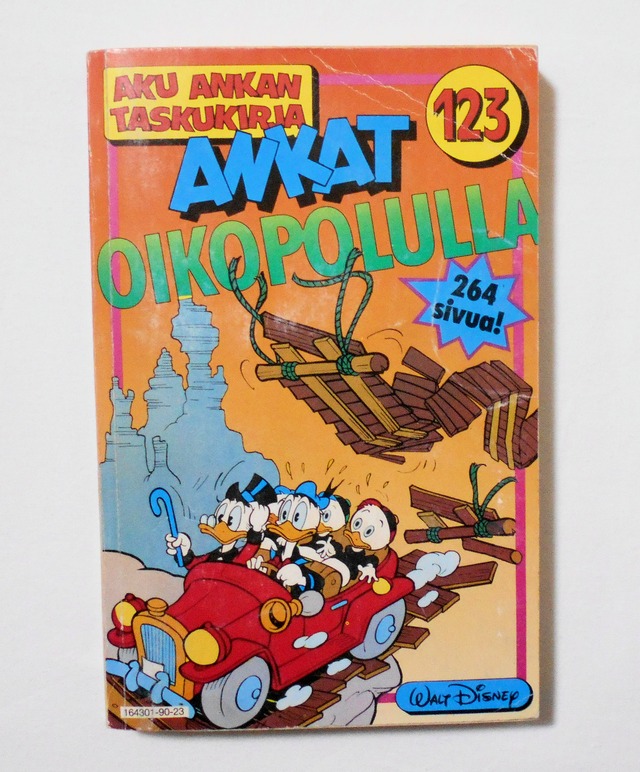 AKU ANKAN
TASKUKIRJA
123
ANKAT
OIKOPOLULLA
264
sivua!
WALT DISNEY
164301-90-23